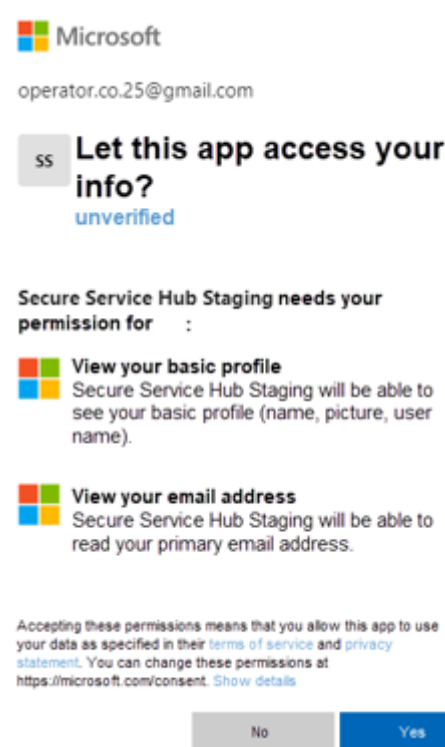 Microsoft
operator.co.25@gmail.com
SS
Let this app access your
info?
unverified
Secure Service Hub Staging needs your
permission for :
View your basic profile
Secure Service Hub Staging will be able to
see your basic profile (name, picture, user
name).
View your email address
Secure Service Hub Staging will be able to
read your primary email address.
Accepting these permissions means that you allow this app to use
your data as specified in their terms of service and privacy
statement. You can change these permissions at
https://microsoft.com/consent. Show details
No
Yes